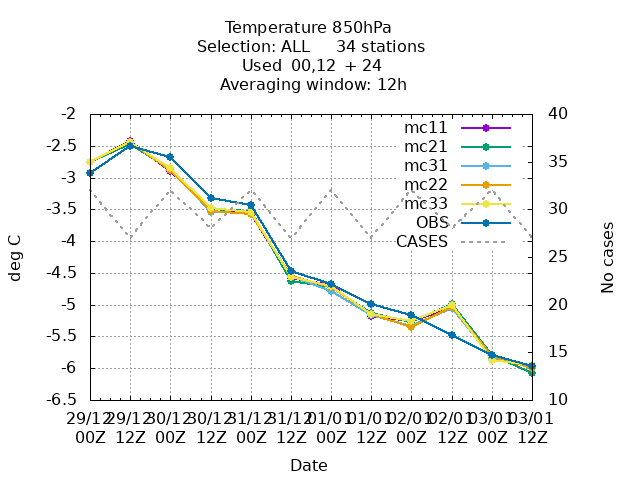 Temperature 850hPa
Selection: ALL 34 stations
Used 00,12 + 24
Averaging window: 12h
-2
-2.5
-3
-3.5
-4
-4.5
-5
-5.5
-6
-6.5
deg C
40
35
30
25
20
15
10
No cases
mc11
mc21
mc31
mc22
mc33
OBS
CASES
29/12 29/12 30/12 30/12 31/12 31/12 01/01 01/01 02/01 02/01 03/01 03/01
00Z 12Z 00Z 12Z 00Z 12Z 00Z 12Z 00Z 12Z 00Z 12Z
Date